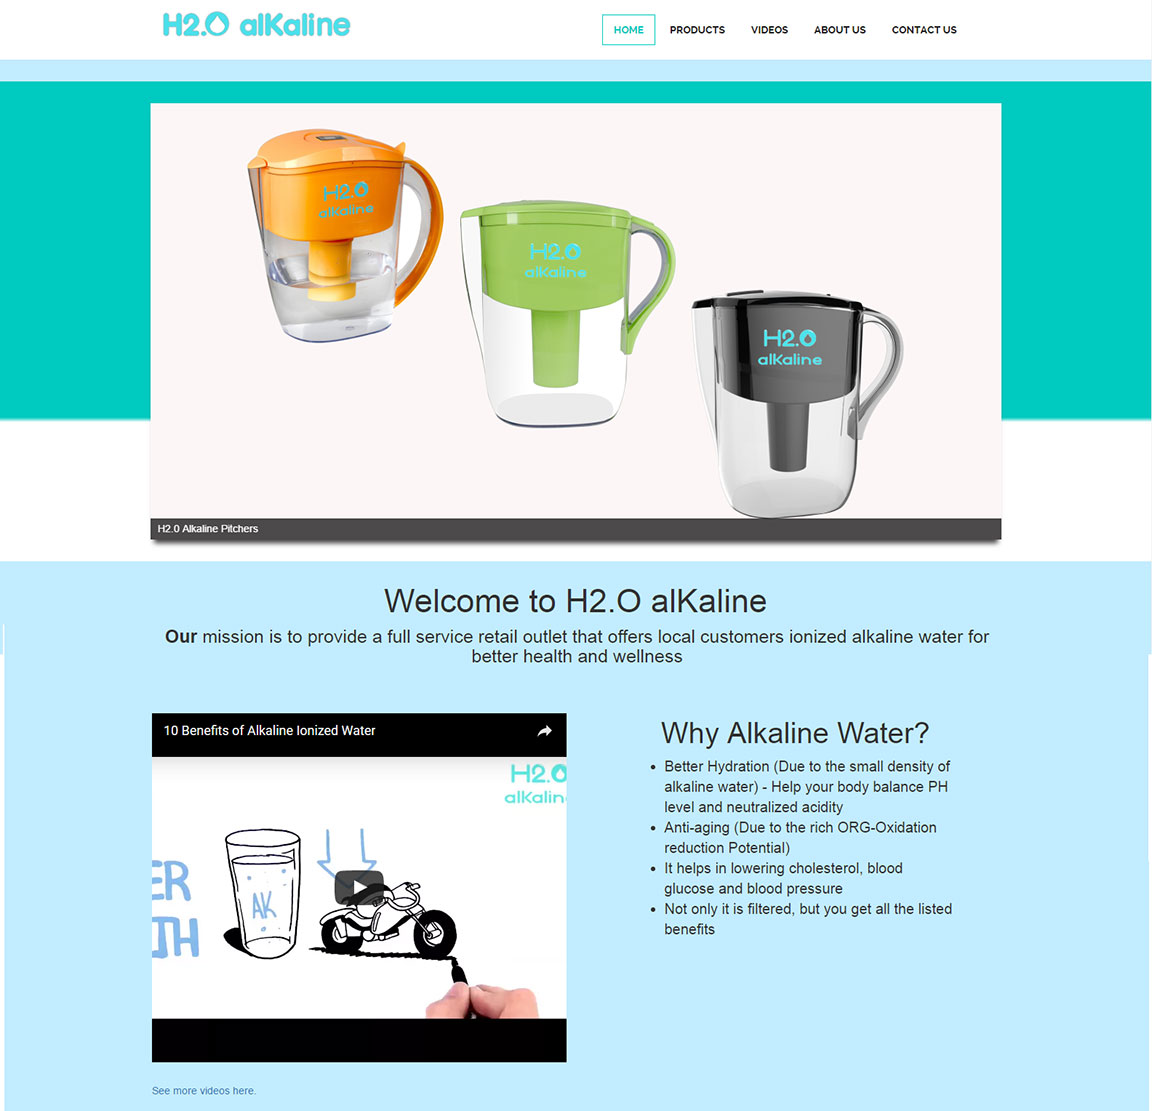 H2.O alKaline
HOME PRODUCTS VIDEOS ABOUT US CONTACT US
H2.O
alKaline
H2.O
alKaline
H2.O
alKaline
H2.0 Alkaline Pitchers
Welcome to H2.O alKaline
Our mission is to provide a full service retail outlet that offers local customers ionized alkaline water for
better health and wellness
10 Benefits of Alkaline Ionized Water
H2.O
alKalin
ER
TH
AK
Why Alkaline Water?
• Better Hydration (Due to the small density of
alkaline water) - Help your body balance PH
level and neutralized acidity
• Anti-aging (Due to the rich ORG-Oxidation
reduction Potential)
• It helps in lowering cholesterol, blood
glucose and blood pressure
• Not only it is filtered, but you get all the listed
benefits
See more videos here.